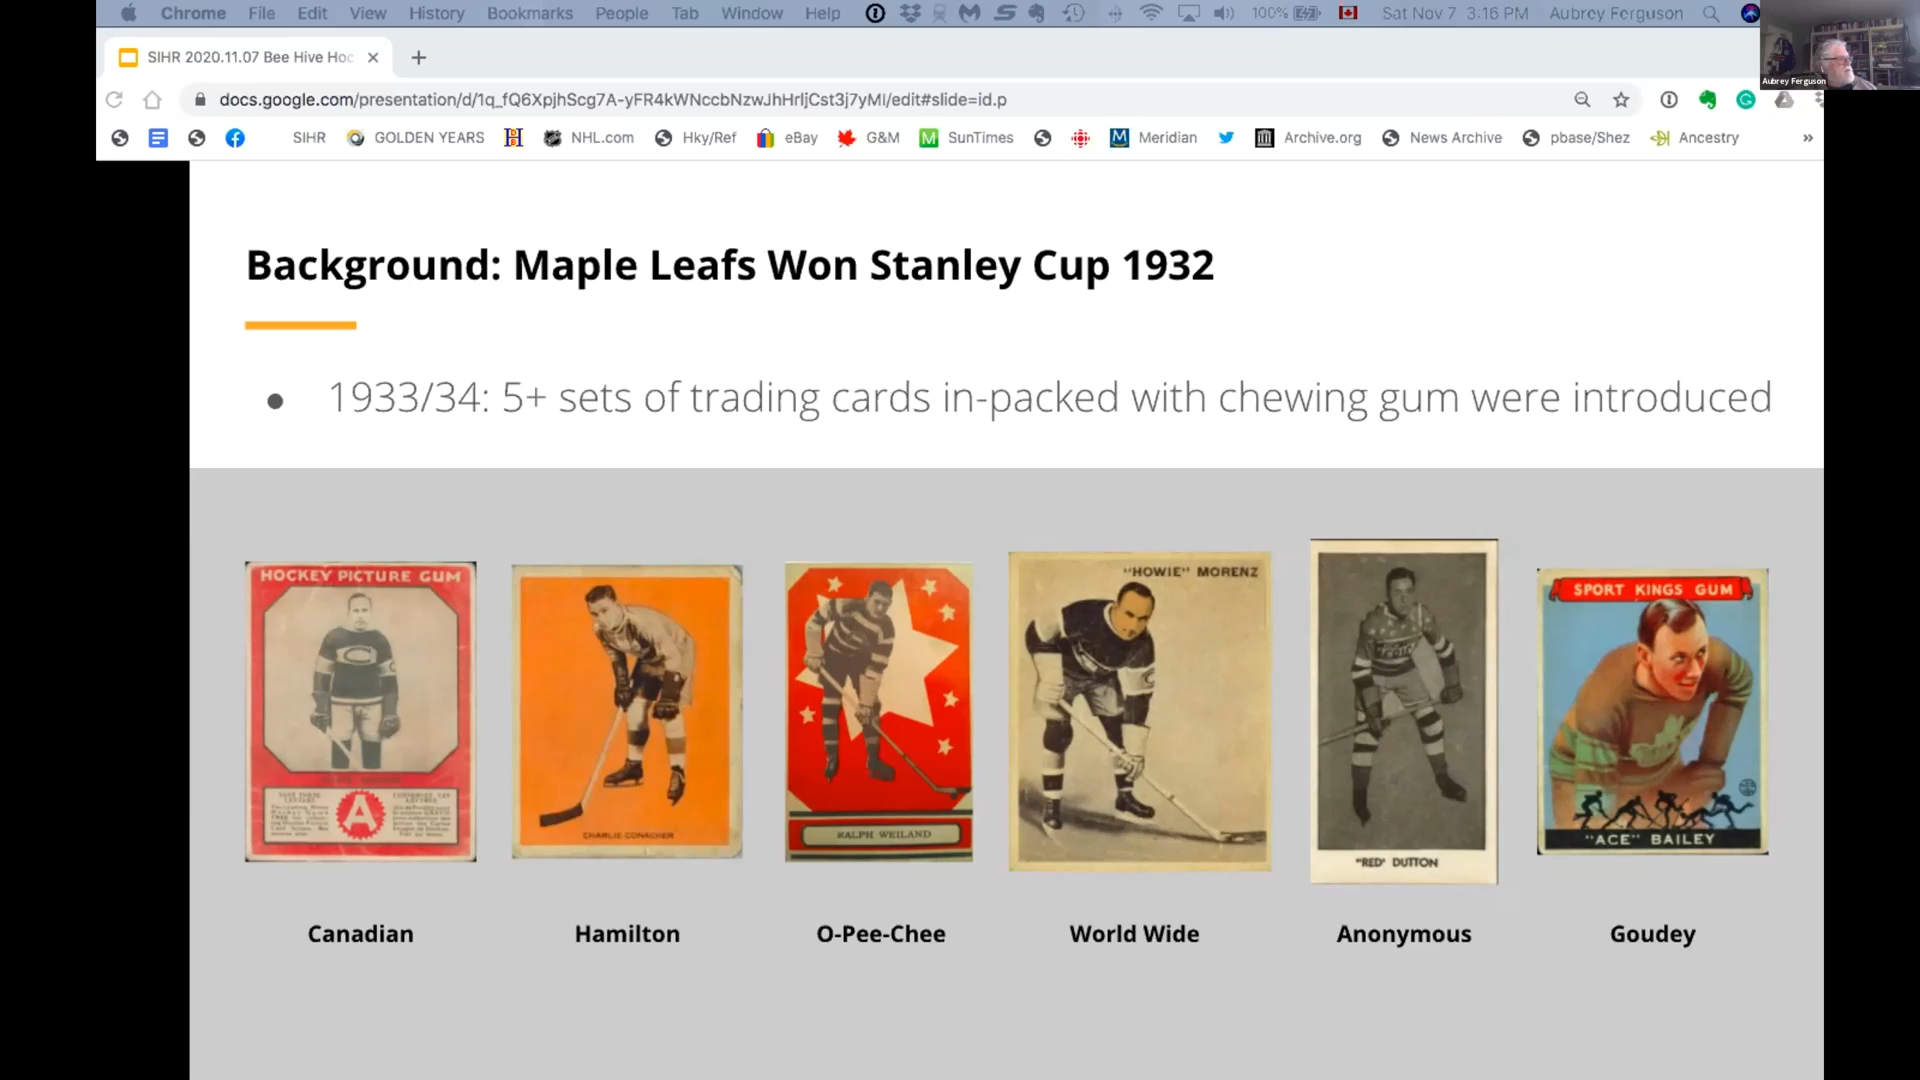 Chrome File Edit View History Bookmarks People Tab Window Help 100% Sat Nov 7 3:16 PM Aubrey Ferguson
Aubrey Ferguson
SIHR 2020.11.07 Bee Hive Hoc
docs.google.com/presentation/d/1q_fQ6XpjhScg7A-yFR4kWNccbNzwJhHrIjCst3j7yMI/edit#slide=id.p
SIHR GOLDEN YEARS NHL.com Hky/Ref eBay G&M SunTimes Meridian Archive.org News Archive pbase/Shez Ancestry »
Background: Maple Leafs Won Stanley Cup 1932
● 1933/34: 5+ sets of trading cards in-packed with chewing gum were introduced
HOCKEY PICTURE GUM
C
A
CHARLIE CONACHER
RALPH WEILAND
"HOWIE" MORENZ
"RED" DUTTON
SPORT KINGS GUM
"ACE" BAILEY
Canadian
Hamilton
O-Pee-Chee
World Wide
Anonymous
Goudey